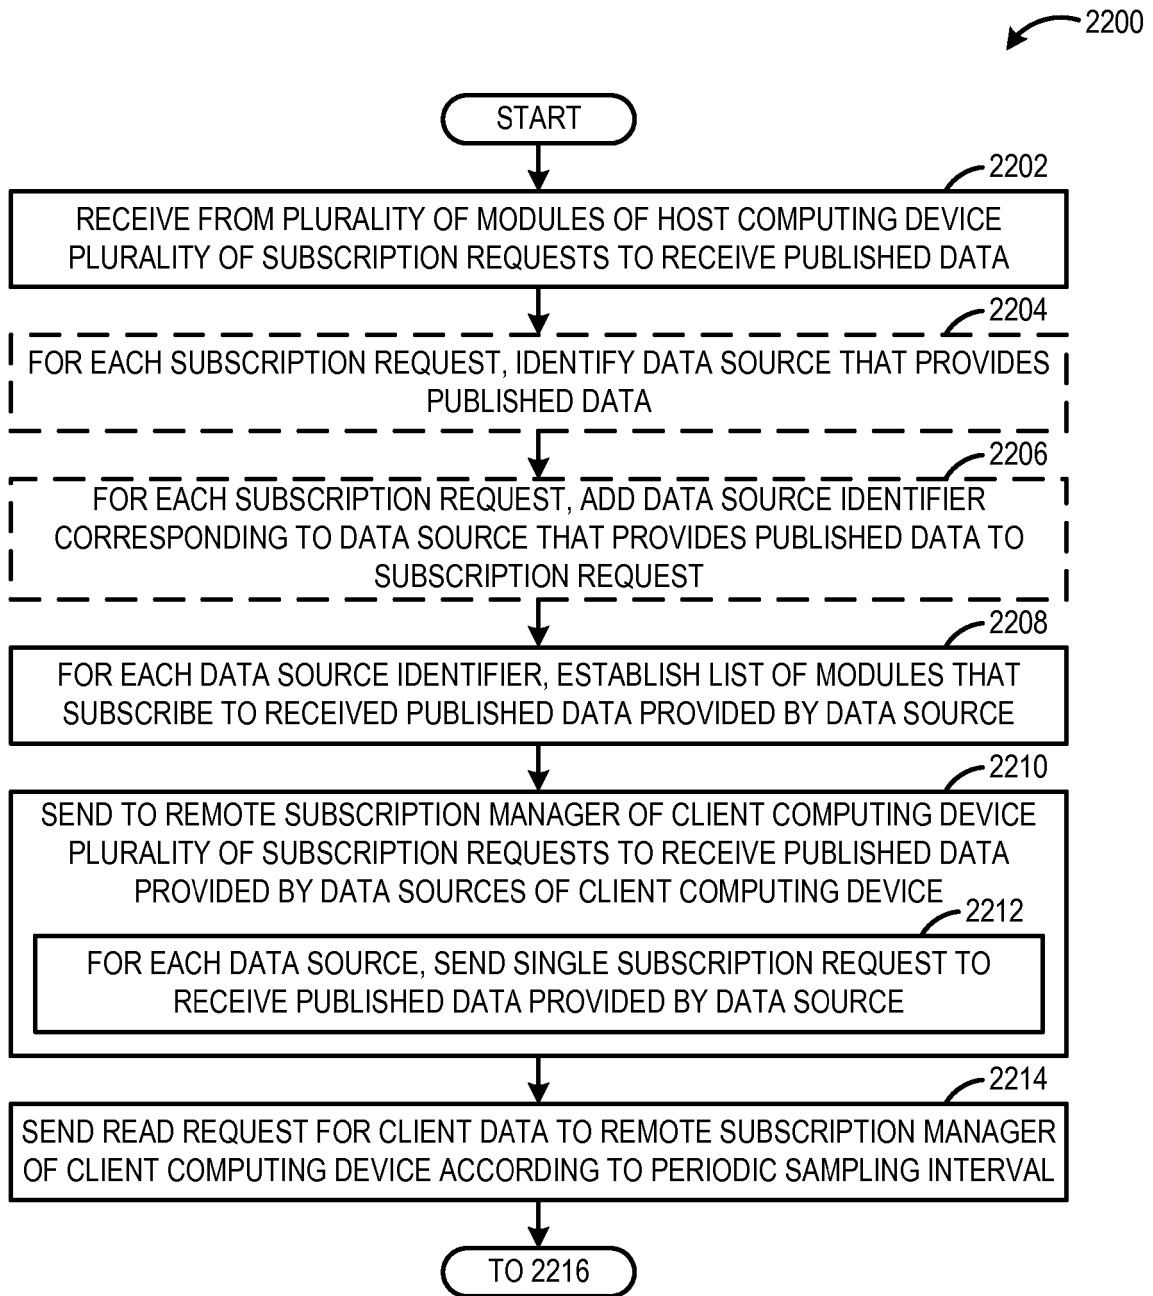 2200
START
2202
RECEIVE FROM PLURALITY OF MODULES OF HOST COMPUTING DEVICE
PLURALITY OF SUBSCRIPTION REQUESTS TO RECEIVE PUBLISHED DATA
2204
FOR EACH SUBSCRIPTION REQUEST, IDENTIFY DATA SOURCE THAT PROVIDES
PUBLISHED DATA
2206
FOR EACH SUBSCRIPTION REQUEST, ADD DATA SOURCE IDENTIFIER
CORRESPONDING TO DATA SOURCE THAT PROVIDES PUBLISHED DATA TO
SUBSCRIPTION REQUEST
2208
FOR EACH DATA SOURCE IDENTIFIER, ESTABLISH LIST OF MODULES THAT
SUBSCRIBE TO RECEIVED PUBLISHED DATA PROVIDED BY DATA SOURCE
2210
SEND TO REMOTE SUBSCRIPTION MANAGER OF CLIENT COMPUTING DEVICE
PLURALITY OF SUBSCRIPTION REQUESTS TO RECEIVE PUBLISHED DATA
PROVIDED BY DATA SOURCES OF CLIENT COMPUTING DEVICE
2212
FOR EACH DATA SOURCE, SEND SINGLE SUBSCRIPTION REQUEST TO
RECEIVE PUBLISHED DATA PROVIDED BY DATA SOURCE
2214
SEND READ REQUEST FOR CLIENT DATA TO REMOTE SUBSCRIPTION MANAGER
OF CLIENT COMPUTING DEVICE ACCORDING TO PERIODIC SAMPLING INTERVAL
TO 2216